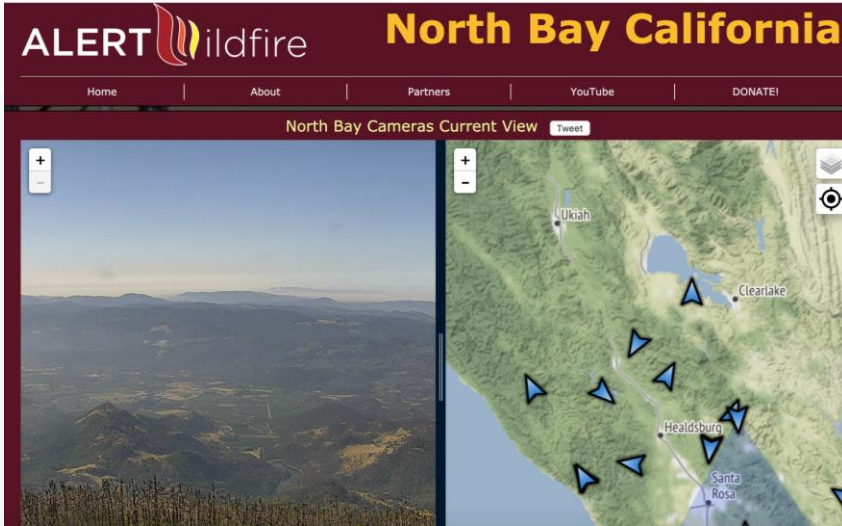 ALERTWildfire
North Bay California
Home
About
Partners
YouTube
DONATE!
North Bay Cameras Current View
Tweet
+
-
+
-
Ukiah
Clearlake
Healdsburg
Santa
Rosa